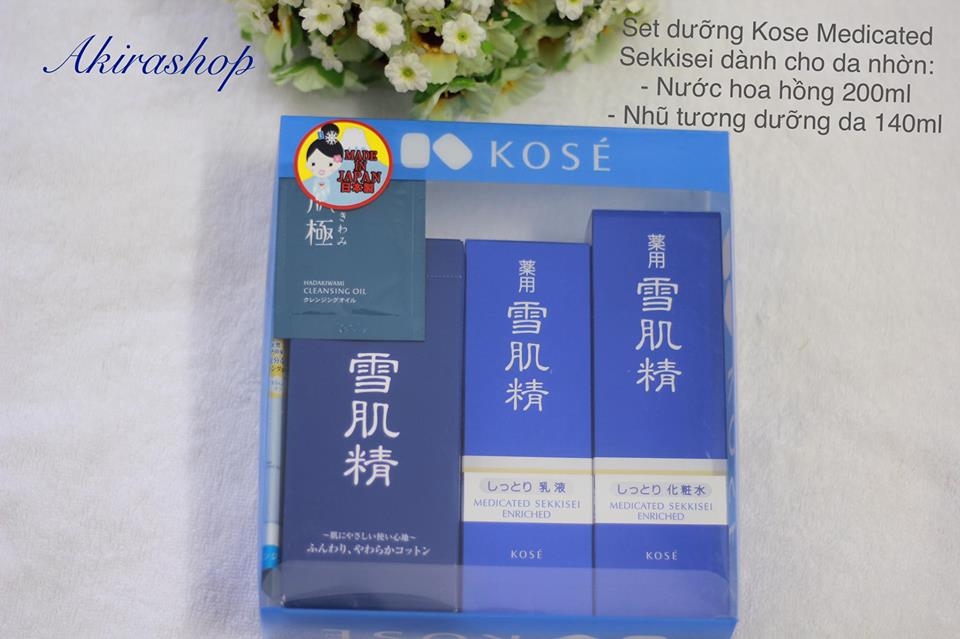 Akirashop
Set dưỡng Kose Medicated
Sekkisei dành cho da nhờn:
- Nước hoa hồng 200ml
- Nhũ tương dưỡng da 140ml
KOSÉ
MADE
IN
JAPAN
日本製
肌極
きわみ
HADAKIWAMI
CLEANSING OIL
クレンジングオイル
雪肌精
～肌にやさしい使い心地～
ふんわり、やわらかコットン
薬用
雪肌精
しっとり 乳液
MEDICATED SEKKISEI
ENRICHED
KOSÉ
薬用
雪肌精
しっとり 化粧水
MEDICATED SEKKISEI
ENRICHED
KOSÉ